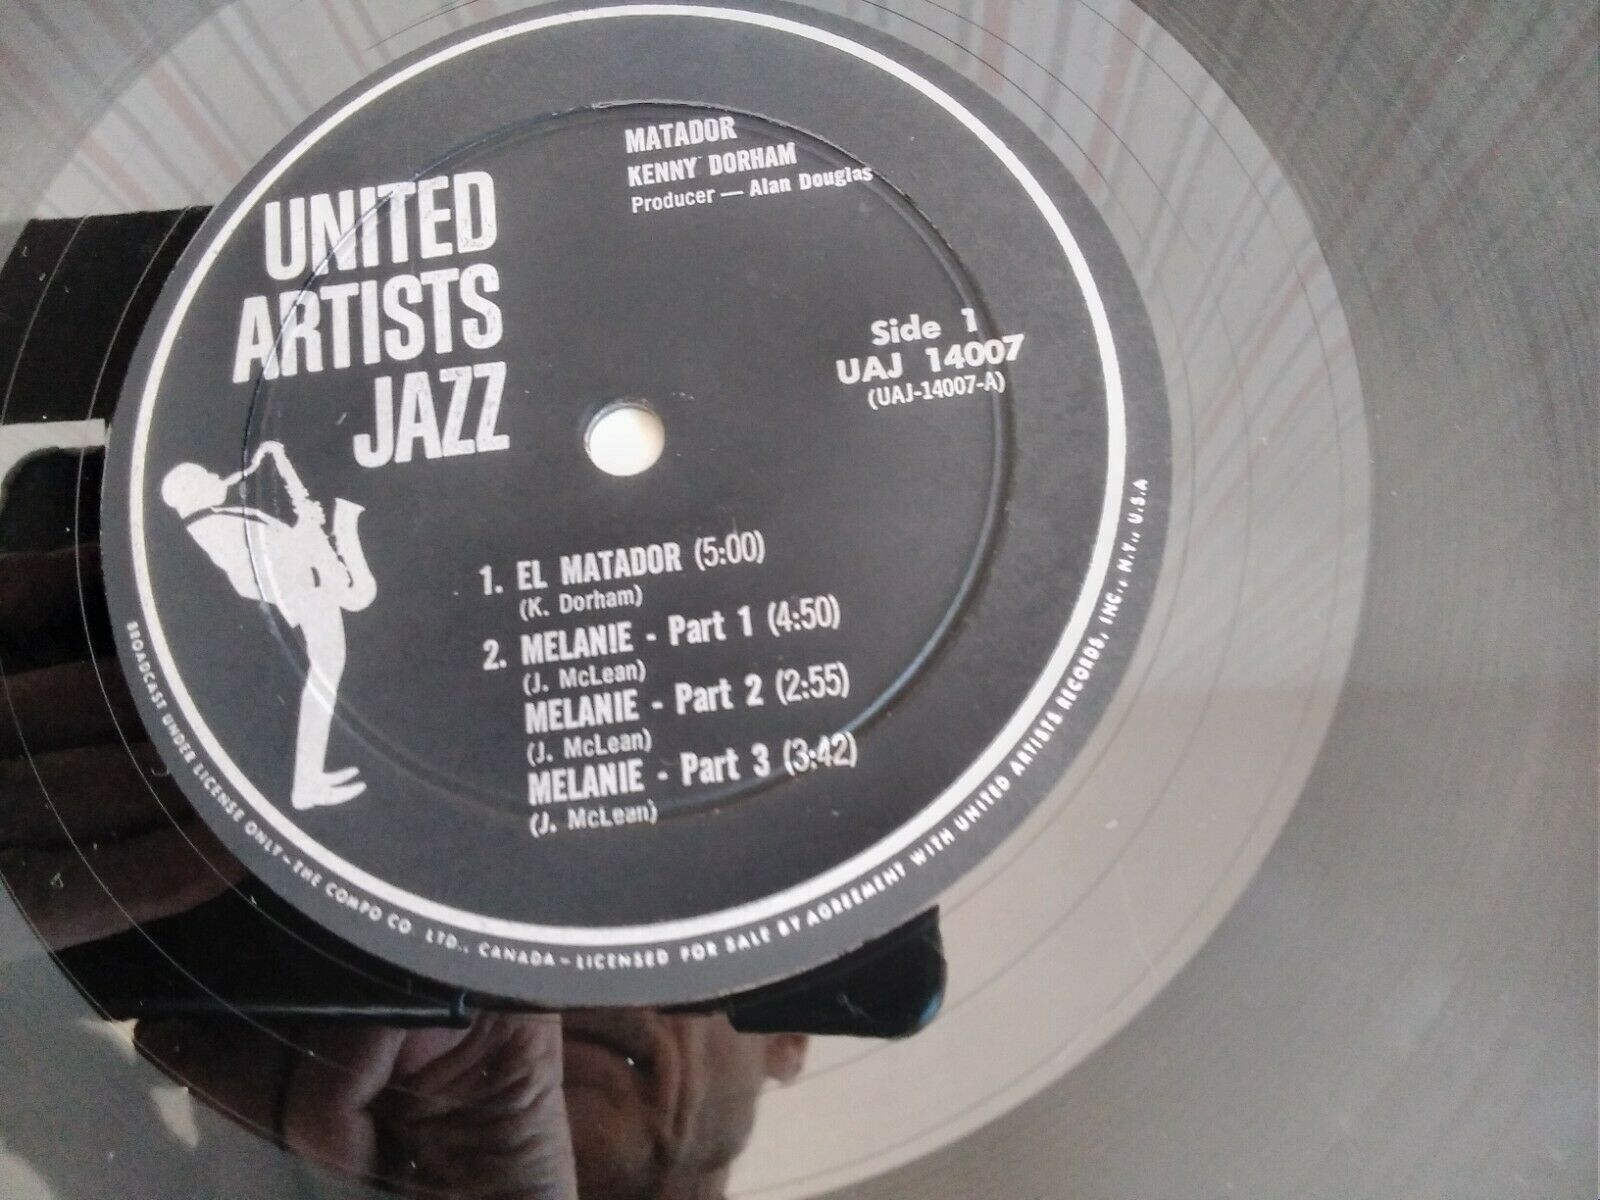 UNITED
ARTISTS
JAZZ
MATADOR
KENNY DORHAM
Producer — Alan Douglas
Side 1
UAJ 14007
(UAJ-14007-A)
1. EL MATADOR (5:00)
(K. Dorham)
2. MELANIE - Part 1 (4:50)
(J. McLean)
MELANIE - Part 2 (2:55)
(J. McLean)
MELANIE - Part 3 (3:42)
(J. McLean)
BROADCAST UNDER LICENSE ONLY – THE COMPO CO. LTD., CANADA – LICENSED FOR SALE BY AGREEMENT WITH UNITED ARTISTS RECORDS, INC., N.Y., U.S.A